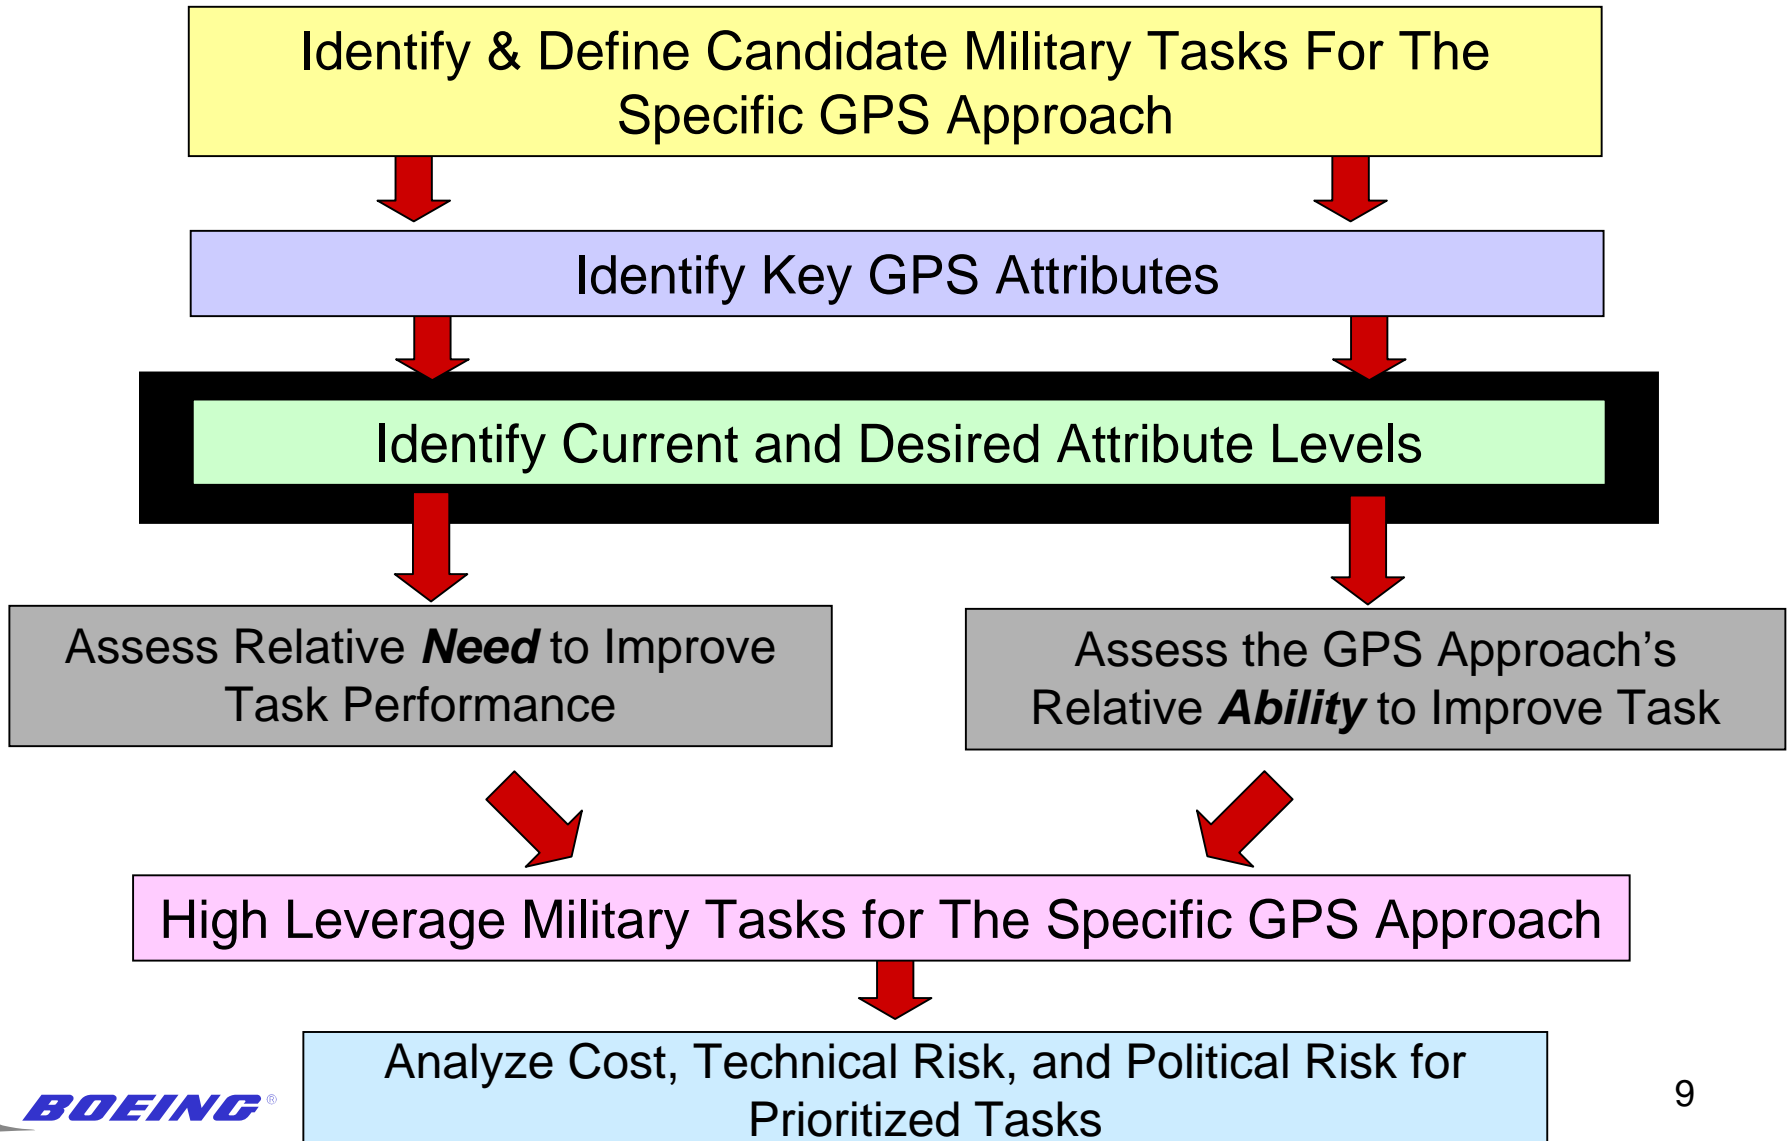 Identify & Define Candidate Military Tasks For The
Specific GPS Approach
Identify Key GPS Attributes
Identify Current and Desired Attribute Levels
Assess Relative Need to Improve
Task Performance
Assess the GPS Approach’s
Relative Ability to Improve Task
High Leverage Military Tasks for The Specific GPS Approach
Analyze Cost, Technical Risk, and Political Risk for
Prioritized Tasks
BOEING®
9